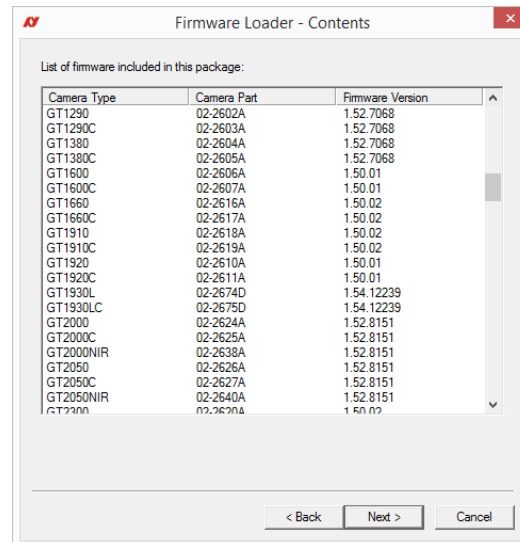 Firmware Loader - Contents
List of firmware included in this package:
Camera Type Camera Part Firmware Version
GT1290 02-2602A 1.52.7068
GT1290C 02-2603A 1.52.7068
GT1380 02-2604A 1.52.7068
GT1380C 02-2605A 1.52.7068
GT1600 02-2606A 1.50.01
GT1600C 02-2607A 1.50.01
GT1660 02-2616A 1.50.02
GT1660C 02-2617A 1.50.02
GT1910 02-2618A 1.50.02
GT1910C 02-2619A 1.50.02
GT1920 02-2610A 1.50.01
GT1920C 02-2611A 1.50.01
GT1930L 02-2674D 1.54.12239
GT1930LC 02-2675D 1.54.12239
GT2000 02-2624A 1.52.8151
GT2000C 02-2625A 1.52.8151
GT2000NIR 02-2638A 1.52.8151
GT2050 02-2626A 1.52.8151
GT2050C 02-2627A 1.52.8151
GT2050NIR 02-2640A 1.52.8151
GT2300 02-2620A 1.50.02
< Back Next > Cancel